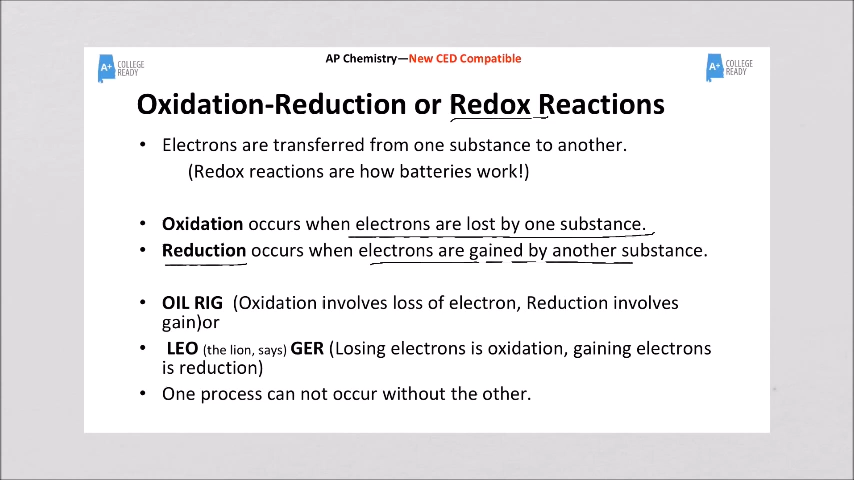 AP Chemistry—New CED Compatible
A+ COLLEGE READY
A+ COLLEGE READY
Oxidation-Reduction or Redox Reactions
• Electrons are transferred from one substance to another.
(Redox reactions are how batteries work!)
• Oxidation occurs when electrons are lost by one substance.
• Reduction occurs when electrons are gained by another substance.
• OIL RIG (Oxidation involves loss of electron, Reduction involves
gain)or
• LEO (the lion, says) GER (Losing electrons is oxidation, gaining electrons
is reduction)
• One process can not occur without the other.